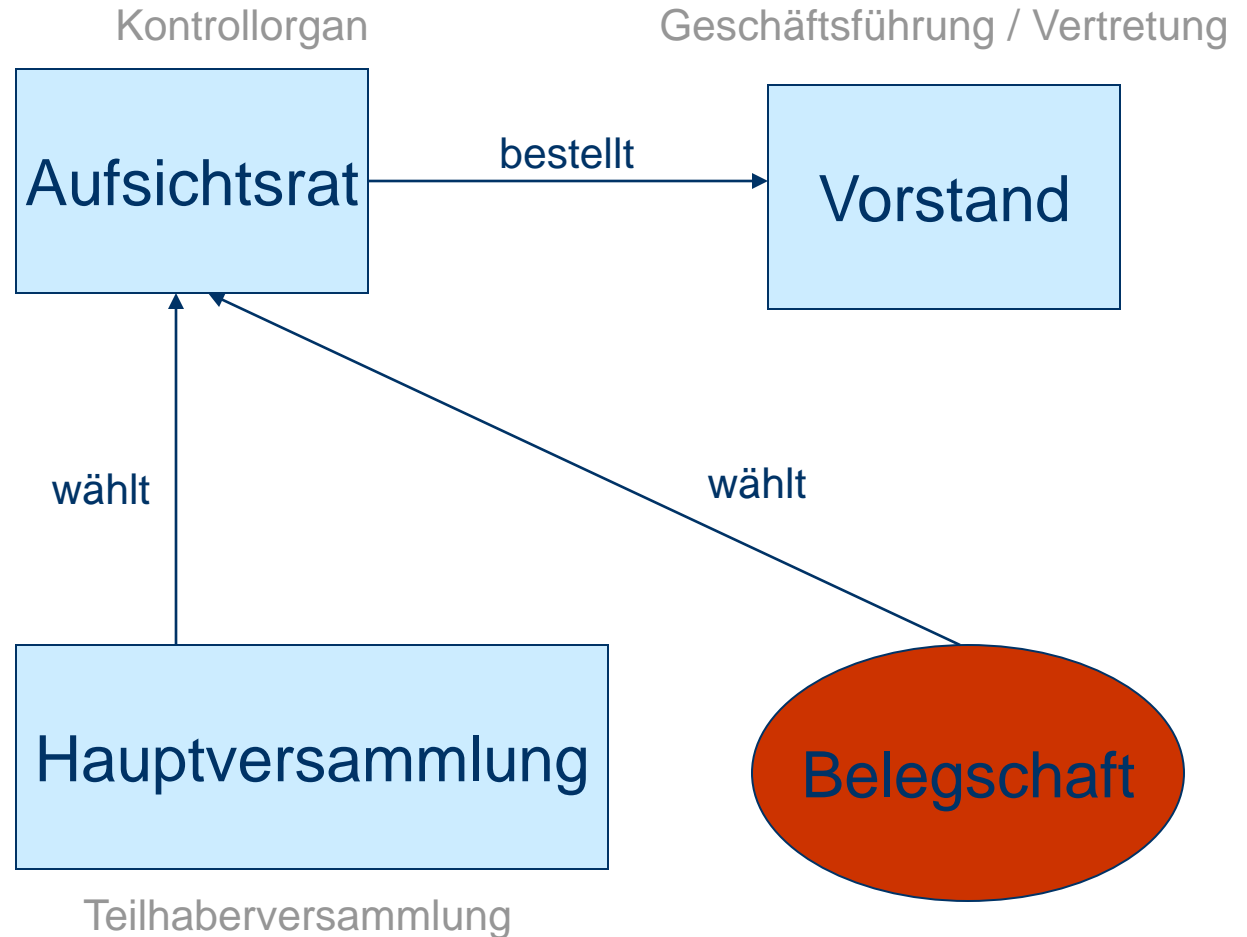 Kontrollorgan
Geschäftsführung / Vertretung
Aufsichtsrat
bestellt
Vorstand
wählt
wählt
Hauptversammlung
Belegschaft
Teilhaberversammlung